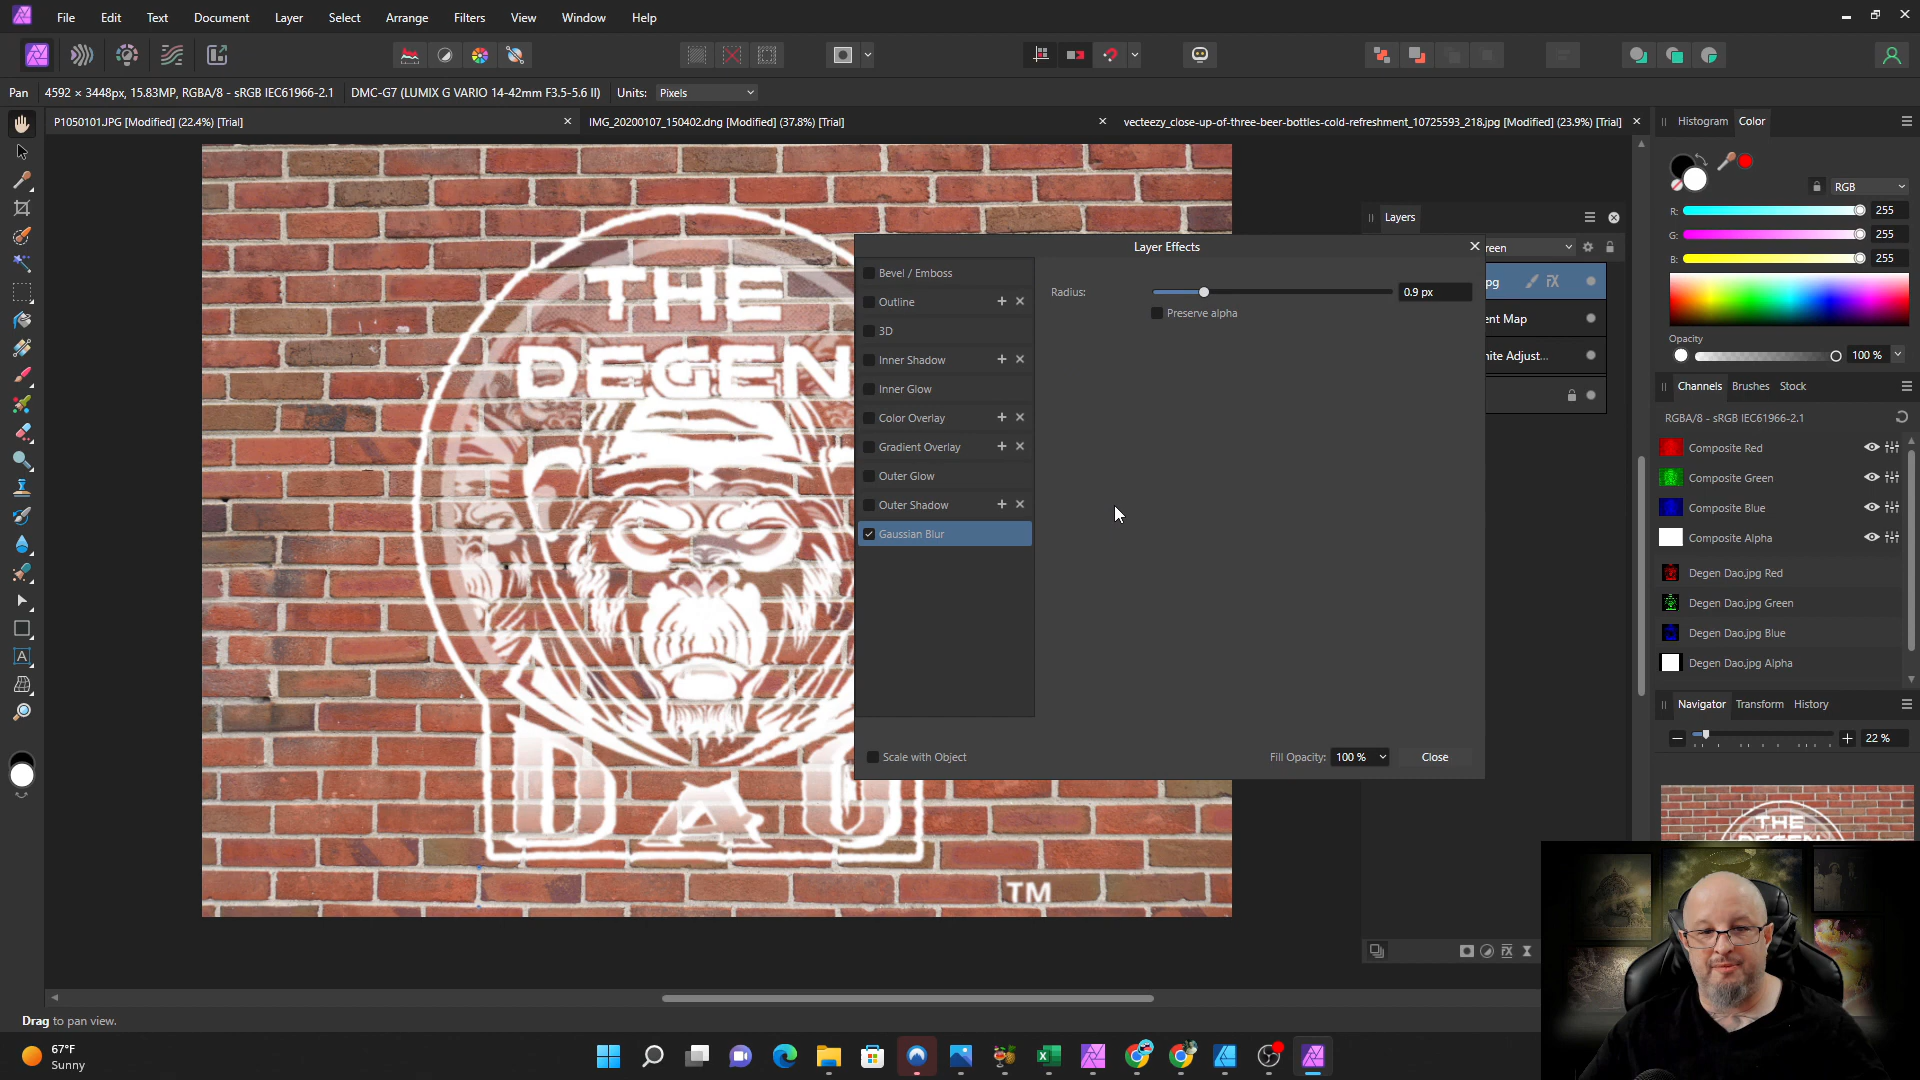 File Edit Text Document Layer Select Arrange Filters View Window Help
Pan 4592 × 3448px, 15.83MP, RGBA/8 - sRGB IEC61966-2.1 DMC-G7 (LUMIX G VARIO 14-42mm F3.5-5.6 II) Units: Pixels
P1050101.JPG [Modified] (22.4%) [Trial] IMG_20200107_150402.dng [Modified] (37.8%) [Trial] vecteezy_close-up-of-three-beer-bottles-cold-refreshment_10725593_218.jpg [Modified] (23.9%) [Trial]
Histogram Color
RGB
R: 255
G: 255
B: 255
Opacity
100 %
Layers
reen
pg
ent Map
nite Adjust...
Layer Effects
Bevel / Emboss
Outline
3D
Inner Shadow
Inner Glow
Color Overlay
Gradient Overlay
Outer Glow
Outer Shadow
Gaussian Blur
Radius: 0.9 px
Preserve alpha
Scale with Object
Fill Opacity: 100 % Close
THE
DEGEN
DAO
TM
Channels Brushes Stock
RGBA/8 - sRGB IEC61966-2.1
Composite Red
Composite Green
Composite Blue
Composite Alpha
Degen Dao.jpg Red
Degen Dao.jpg Green
Degen Dao.jpg Blue
Degen Dao.jpg Alpha
Navigator Transform History
22 %
THE
Drag to pan view.
67°F
Sunny